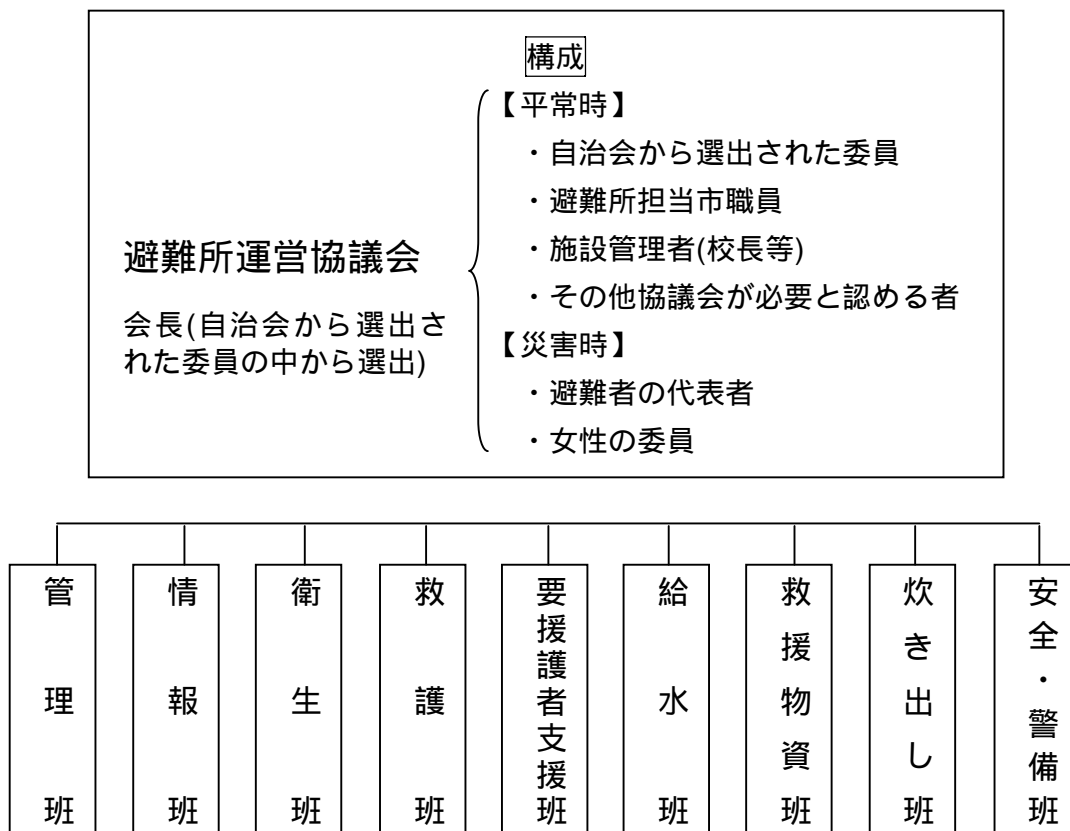 構成
【平常時】
・自治会から選出された委員
・避難所担当市職員
・施設管理者(校長等)
・その他協議会が必要と認める者
【災害時】
・避難者の代表者
・女性の委員
避難所運営協議会
会長(自治会から選出さ
れた委員の中から選出)
管理班
情報班
衛生班
救護班
要援護者支援班
給水班
救援物資班
炊き出し班
安全・警備班